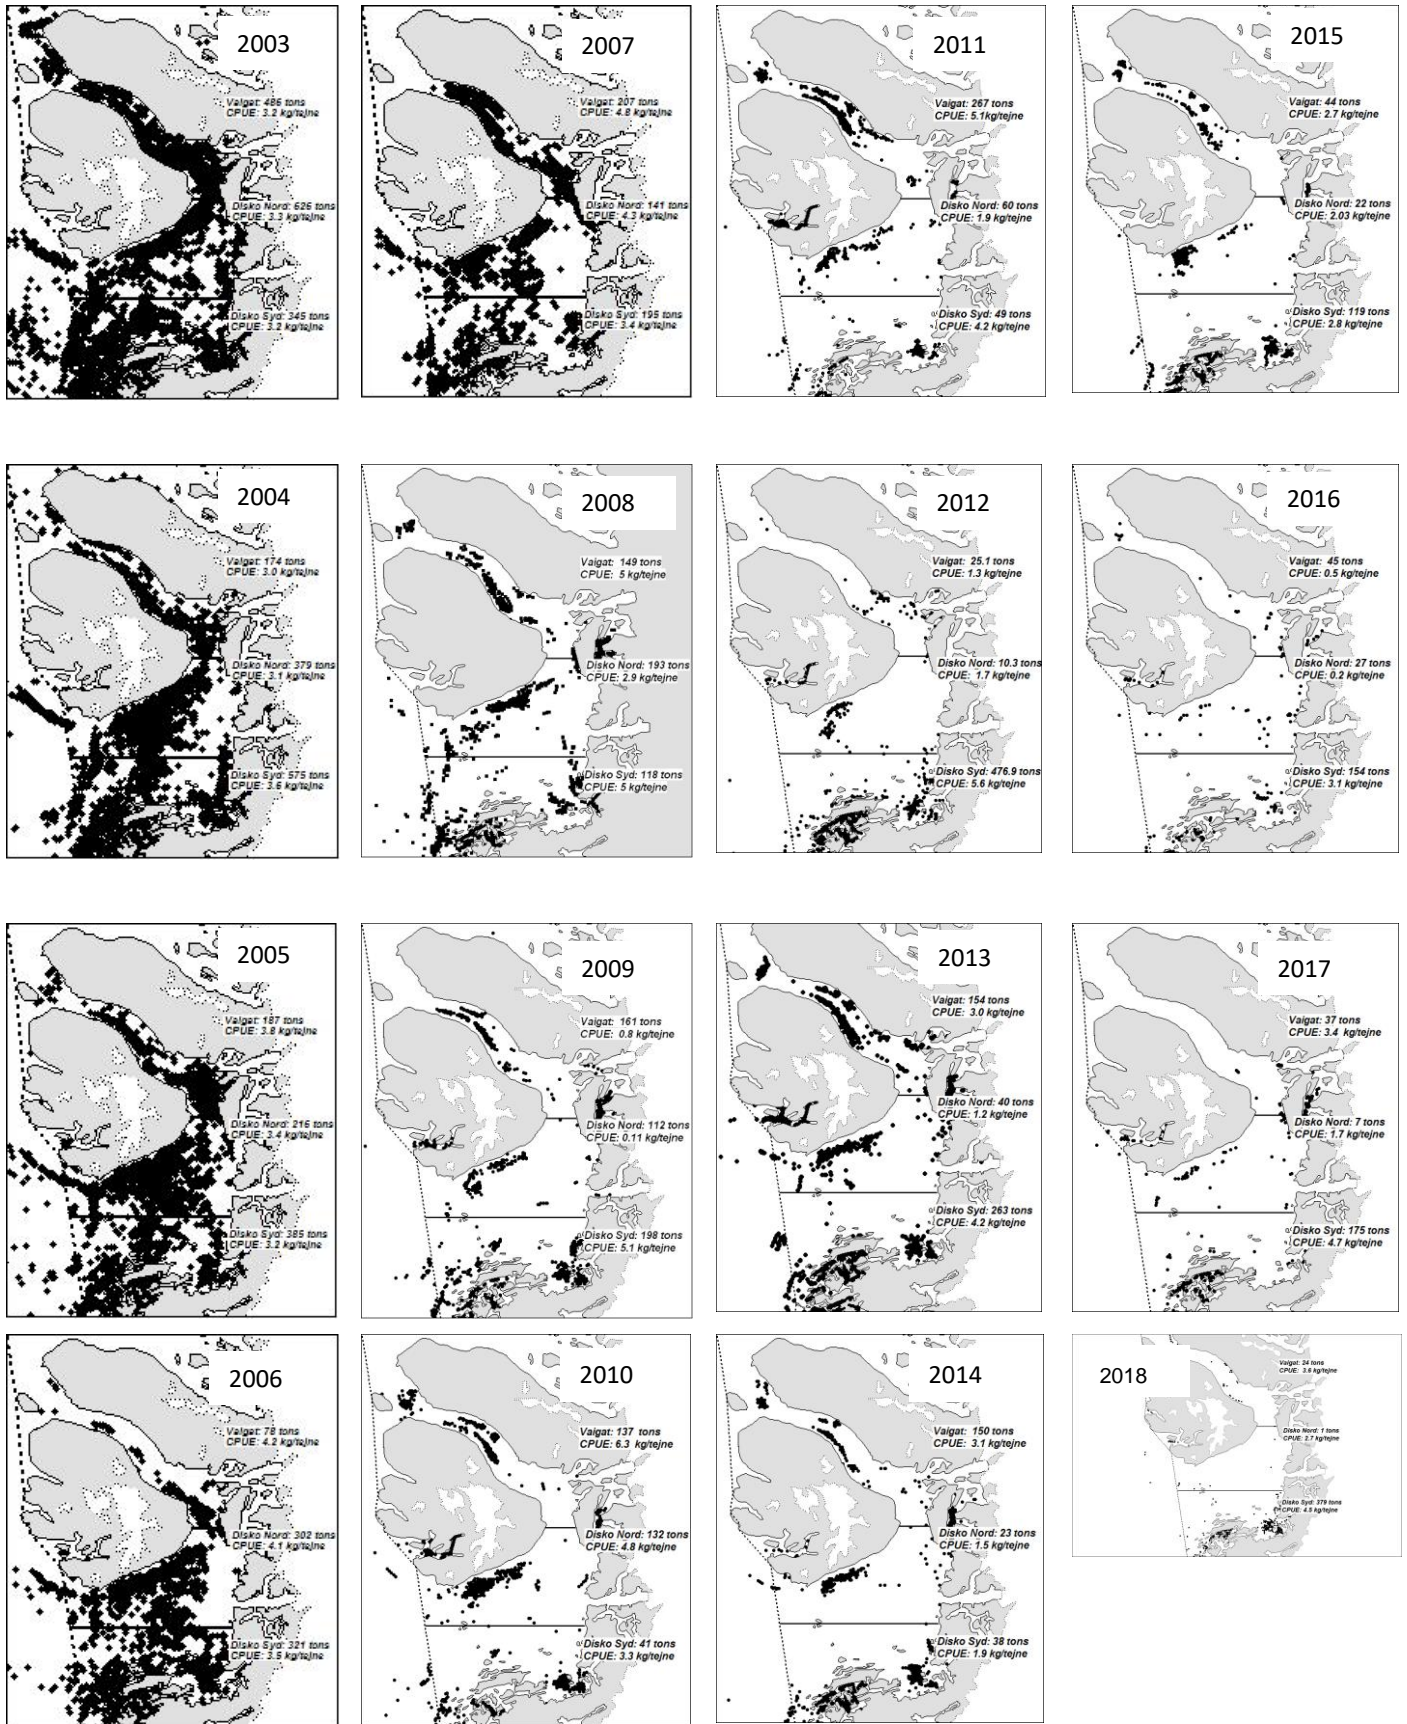 2003
Vaigat: 486 tons
CPUE: 3.2 kg/tejne
Disko Nord: 626 tons
CPUE: 3.3 kg/tejne
Disko Syd: 345 tons
CPUE: 3.2 kg/tejne
2007
Vaigat: 207 tons
CPUE: 4.8 kg/tejne
Disko Nord: 141 tons
CPUE: 4.3 kg/tejne
Disko Syd: 195 tons
CPUE: 3.4 kg/tejne
2011
Vaigat: 267 tons
CPUE: 5.1kg/tejne
Disko Nord: 60 tons
CPUE: 1.9 kg/tejne
Disko Syd: 49 tons
CPUE: 4.2 kg/tejne
2015
Vaigat: 44 tons
CPUE: 2.7 kg/tejne
Disko Nord: 22 tons
CPUE: 2.03 kg/tejne
Disko Syd: 119 tons
CPUE: 2.8 kg/tejne
2004
Vaigat: 174 tons
CPUE: 3.0 kg/tejne
Disko Nord: 379 tons
CPUE: 3.1 kg/tejne
Disko Syd: 575 tons
CPUE: 3.6 kg/tejne
2008
Vaigat: 149 tons
CPUE: 5 kg/tejne
Disko Nord: 193 tons
CPUE: 2.9 kg/tejne
Disko Syd: 118 tons
CPUE: 5 kg/tejne
2012
Vaigat: 25.1 tons
CPUE: 1.3 kg/tejne
Disko Nord: 10.3 tons
CPUE: 1.7 kg/tejne
Disko Syd: 476.9 tons
CPUE: 5.6 kg/tejne
2016
Vaigat: 45 tons
CPUE: 0.5 kg/tejne
Disko Nord: 27 tons
CPUE: 0.2 kg/tejne
Disko Syd: 154 tons
CPUE: 3.1 kg/tejne
2005
Vaigat: 187 tons
CPUE: 3.8 kg/tejne
Disko Nord: 216 tons
CPUE: 3.4 kg/tejne
Disko Syd: 385 tons
CPUE: 3.2 kg/tejne
2009
Vaigat: 161 tons
CPUE: 0.8 kg/tejne
Disko Nord: 112 tons
CPUE: 0.11 kg/tejne
Disko Syd: 198 tons
CPUE: 5.1 kg/tejne
2013
Vaigat: 154 tons
CPUE: 3.0 kg/tejne
Disko Nord: 40 tons
CPUE: 1.2 kg/tejne
Disko Syd: 263 tons
CPUE: 4.2 kg/tejne
2017
Vaigat: 37 tons
CPUE: 3.4 kg/tejne
Disko Nord: 7 tons
CPUE: 1.7 kg/tejne
Disko Syd: 175 tons
CPUE: 4.7 kg/tejne
2006
Vaigat: 78 tons
CPUE: 4.2 kg/tejne
Disko Nord: 302 tons
CPUE: 4.1 kg/tejne
Disko Syd: 321 tons
CPUE: 3.5 kg/tejne
2010
Vaigat: 137 tons
CPUE: 6.3 kg/tejne
Disko Nord: 132 tons
CPUE: 4.8 kg/tejne
Disko Syd: 41 tons
CPUE: 3.3 kg/tejne
2014
Vaigat: 150 tons
CPUE: 3.1 kg/tejne
Disko Nord: 23 tons
CPUE: 1.5 kg/tejne
Disko Syd: 38 tons
CPUE: 1.9 kg/tejne
2018
Vaigat: 24 tons
CPUE: 3.6 kg/tejne
Disko Nord: 1 tons
CPUE: 2.7 kg/tejne
Disko Syd: 379 tons
CPUE: 4.5 kg/tejne